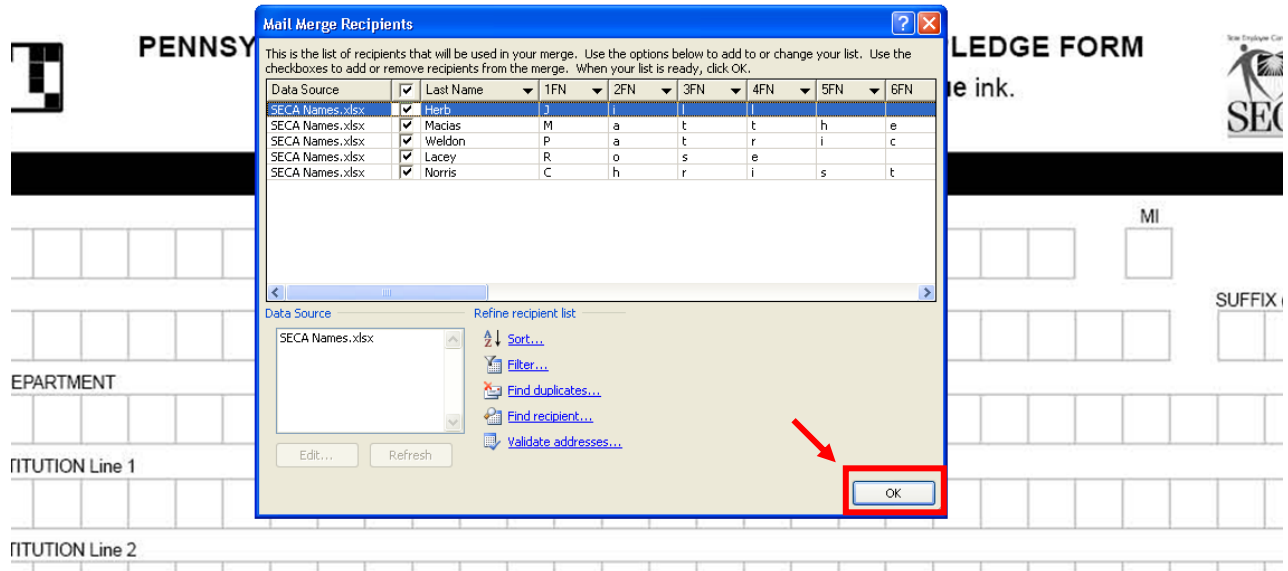 Mail Merge Recipients
PENNSY
LEDGE FORM
This is the list of recipients that will be used in your merge. Use the options below to add to or change your list. Use the
checkboxes to add or remove recipients from the merge. When your list is ready, click OK.
ink.
Data Source Last Name 1FN 2FN 3FN 4FN 5FN 6FN
SECA Names.xlsx Herb J i l l
SECA Names.xlsx Macias M a t t h e
SECA Names.xlsx Weldon P a t r i c
SECA Names.xlsx Lacey R o s e
SECA Names.xlsx Norris C h r i s t
MI
SUFFIX
Data Source
Refine recipient list
SECA Names.xlsx
Sort...
Filter...
Find duplicates...
Find recipient...
Validate addresses...
Edit...
Refresh
OK
EPARTMENT
TITUTION Line 1
TITUTION Line 2